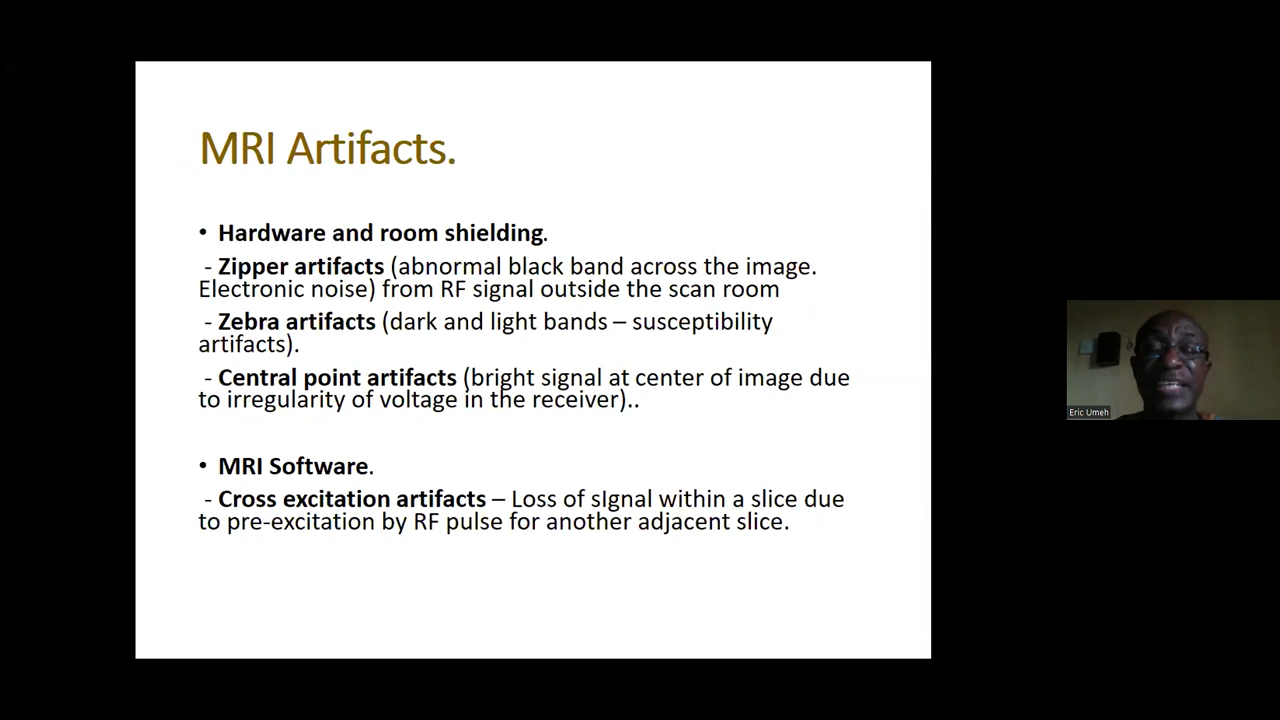 MRI Artifacts.
• Hardware and room shielding.
- Zipper artifacts (abnormal black band across the image.
Electronic noise) from RF signal outside the scan room
- Zebra artifacts (dark and light bands – susceptibility
artifacts).
- Central point artifacts (bright signal at center of image due
to irregularity of voltage in the receiver)..
• MRI Software.
- Cross excitation artifacts – Loss of sIgnal within a slice due
to pre-excitation by RF pulse for another adjacent slice.
Eric Umeh